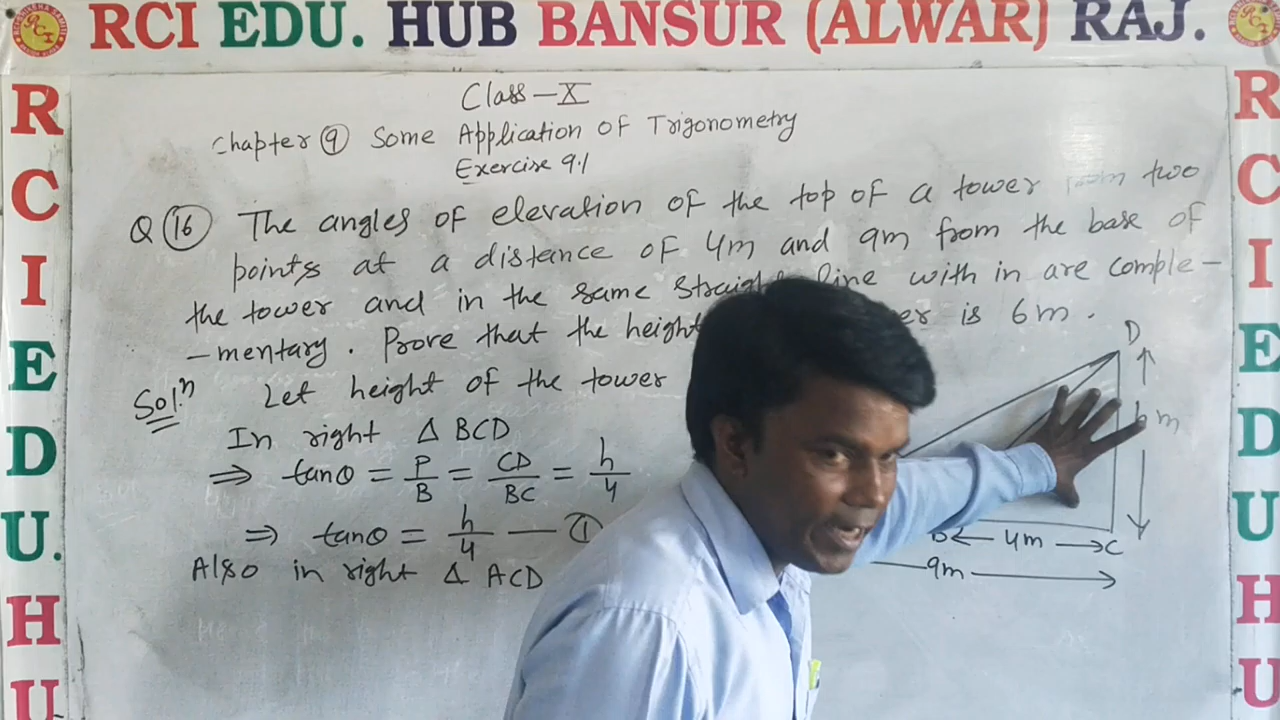 RCI EDU. HUB BANSUR (ALWAR) RAJ.
R
C
I
E
D
U.
H
U
Class-X
Chapter 9 Some Application of Trigonometry
Exercise 9.1
Q 16 The angles of elevation of the top of a tower from two
points at a distance of 4m and 9m from the base of
the tower and in the same straight line with in are comple-
-mentary. Prove that the height er is 6m.
Solⁿ Let height of the tower
In right Δ BCD
⇒ tanθ = P/B = CD/BC = h/4
⇒ tanθ = h/4 — ①
Also in right Δ ACD
D
h m
B ← 4m → C
9m →
R
C
I
E
D
U
H
U